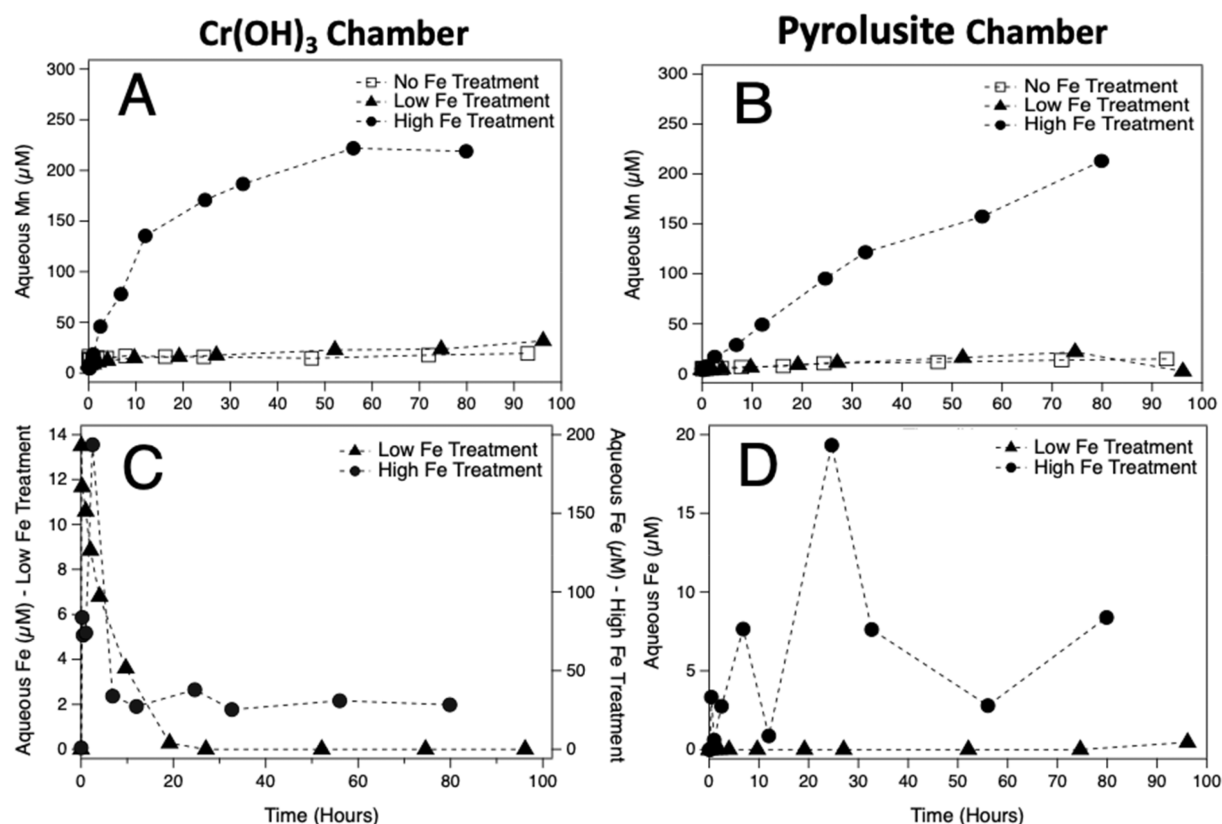 Cr(OH)₃ Chamber
Pyrolusite Chamber
A
No Fe Treatment
Low Fe Treatment
High Fe Treatment
Aqueous Mn (µM)
300
250
200
150
100
50
0
0 10 20 30 40 50 60 70 80 90 100
B
No Fe Treatment
Low Fe Treatment
High Fe Treatment
Aqueous Mn (µM)
300
250
200
150
100
50
0
0 10 20 30 40 50 60 70 80 90 100
C
Low Fe Treatment
High Fe Treatment
Aqueous Fe (µM) - Low Fe Treatment
14
12
10
8
6
4
2
0
Aqueous Fe (µM) - High Fe Treatment
200
150
100
50
0
0 20 40 60 80 100
Time (Hours)
D
Low Fe Treatment
High Fe Treatment
Aqueous Fe (µM)
20
15
10
5
0
0 10 20 30 40 50 60 70 80 90 100
Time (Hours)